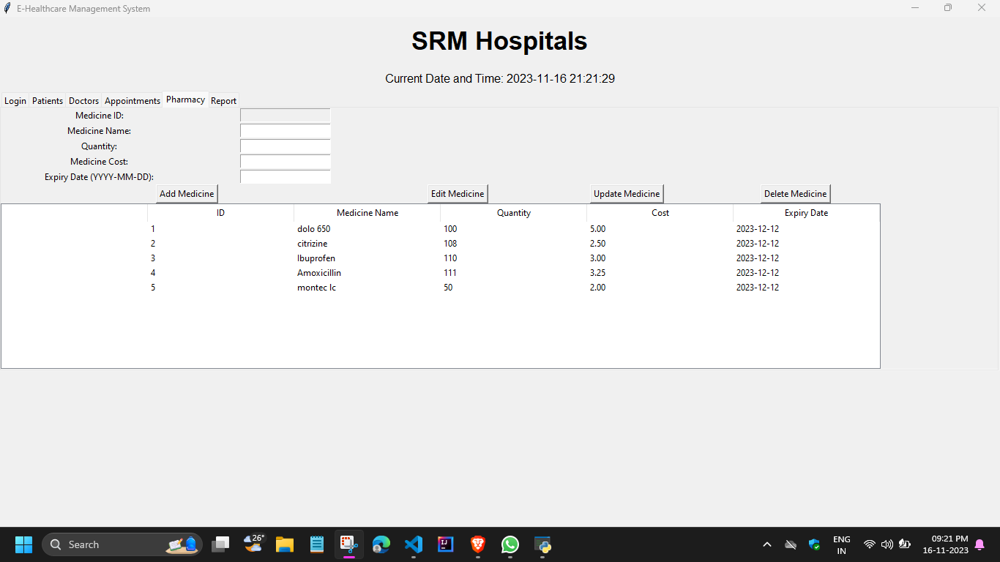 E-Healthcare Management System
SRM Hospitals
Current Date and Time: 2023-11-16 21:21:29
Login Patients Doctors Appointments Pharmacy Report
Medicine ID:
Medicine Name:
Quantity:
Medicine Cost:
Expiry Date (YYYY-MM-DD):
Add Medicine Edit Medicine Update Medicine Delete Medicine
ID Medicine Name Quantity Cost Expiry Date
1 dolo 650 100 5.00 2023-12-12
2 citrizine 108 2.50 2023-12-12
3 Ibuprofen 110 3.00 2023-12-12
4 Amoxicillin 111 3.25 2023-12-12
5 montec lc 50 2.00 2023-12-12
Search 26° IJ ENG 09:21 PM
IN 16-11-2023